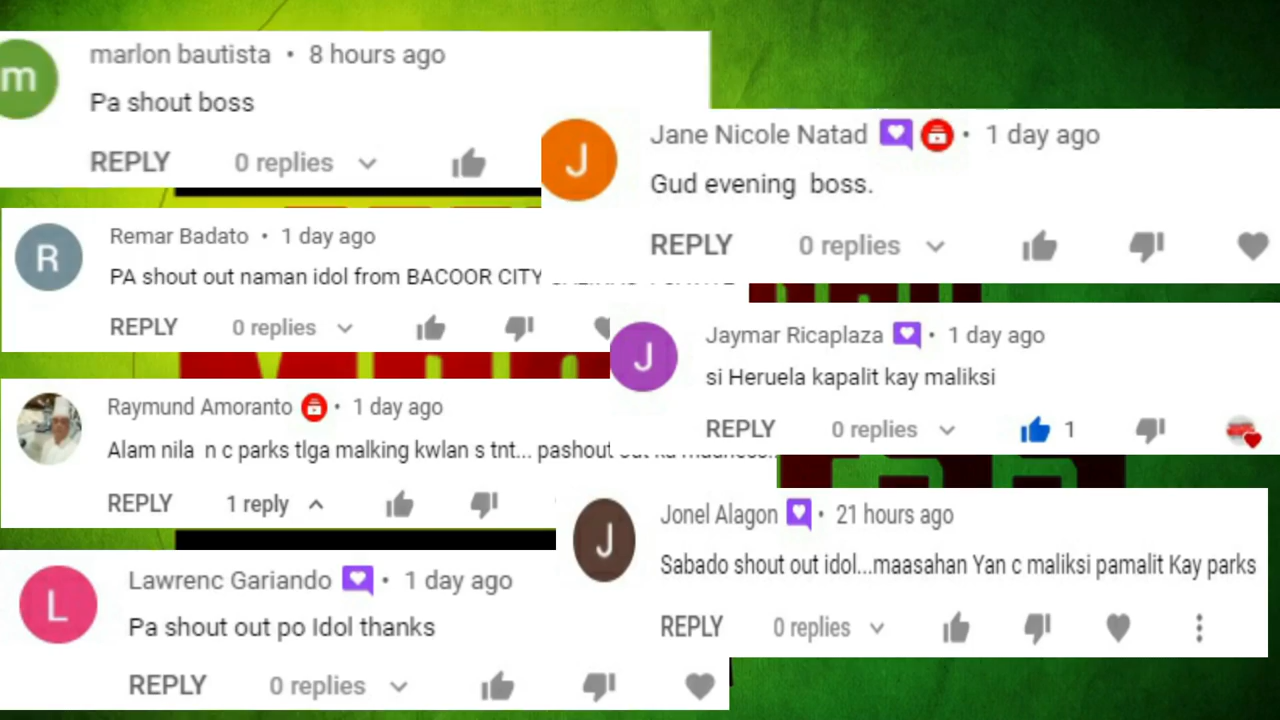 m
marlon bautista • 8 hours ago
Pa shout boss
REPLY 0 replies
J
Jane Nicole Natad • 1 day ago
Gud evening boss.
REPLY 0 replies
R
Remar Badato • 1 day ago
PA shout out naman idol from BACOOR CITY
REPLY 0 replies
J
Jaymar Ricaplaza • 1 day ago
si Heruela kapalit kay maliksi
REPLY 0 replies 1
Raymund Amoranto • 1 day ago
Alam nila n c parks tlga malking kwlan s tnt... pashout
REPLY 1 reply
J
Jonel Alagon • 21 hours ago
Sabado shout out idol...maasahan Yan c maliksi pamalit Kay parks
REPLY 0 replies
L
Lawrenc Gariando • 1 day ago
Pa shout out po Idol thanks
REPLY 0 replies